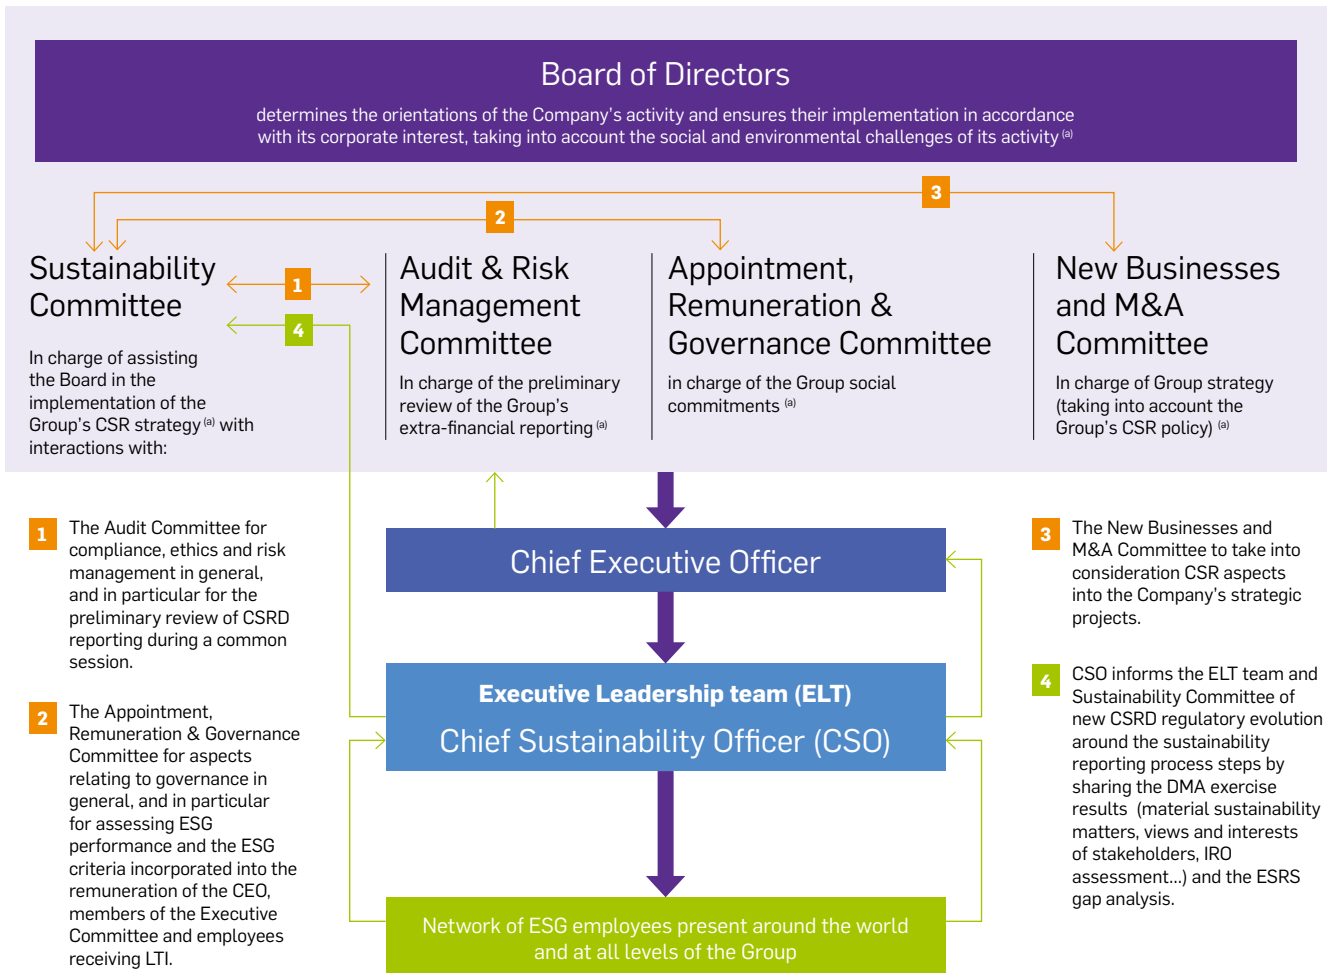 Board of Directors
determines the orientations of the Company's activity and ensures their implementation in accordance
with its corporate interest, taking into account the social and environmental challenges of its activity (a)
3
2
Sustainability
Committee
1
4
In charge of assisting
the Board in the
implementation of the
Group's CSR strategy (a) with
interactions with:
Audit & Risk
Management
Committee
In charge of the preliminary
review of the Group's
extra-financial reporting (a)
Appointment,
Remuneration &
Governance Committee
in charge of the Group social
commitments (a)
New Businesses
and M&A
Committee
In charge of Group strategy
(taking into account the
Group's CSR policy) (a)
1
The Audit Committee for
compliance, ethics and risk
management in general,
and in particular for the
preliminary review of CSRD
reporting during a common
session.
2
The Appointment,
Remuneration & Governance
Committee for aspects
relating to governance in
general, and in particular
for assessing ESG
performance and the ESG
criteria incorporated into the
remuneration of the CEO,
members of the Executive
Committee and employees
receiving LTI.
Chief Executive Officer
Executive Leadership team (ELT)
Chief Sustainability Officer (CSO)
Network of ESG employees present around the world
and at all levels of the Group
3
The New Businesses and
M&A Committee to take into
consideration CSR aspects
into the Company's strategic
projects.
4
CSO informs the ELT team and
Sustainability Committee of
new CSRD regulatory evolution
around the sustainability
reporting process steps by
sharing the DMA exercise
results (material sustainability
matters, views and interests
of stakeholders, IRO
assessment...) and the ESRS
gap analysis.